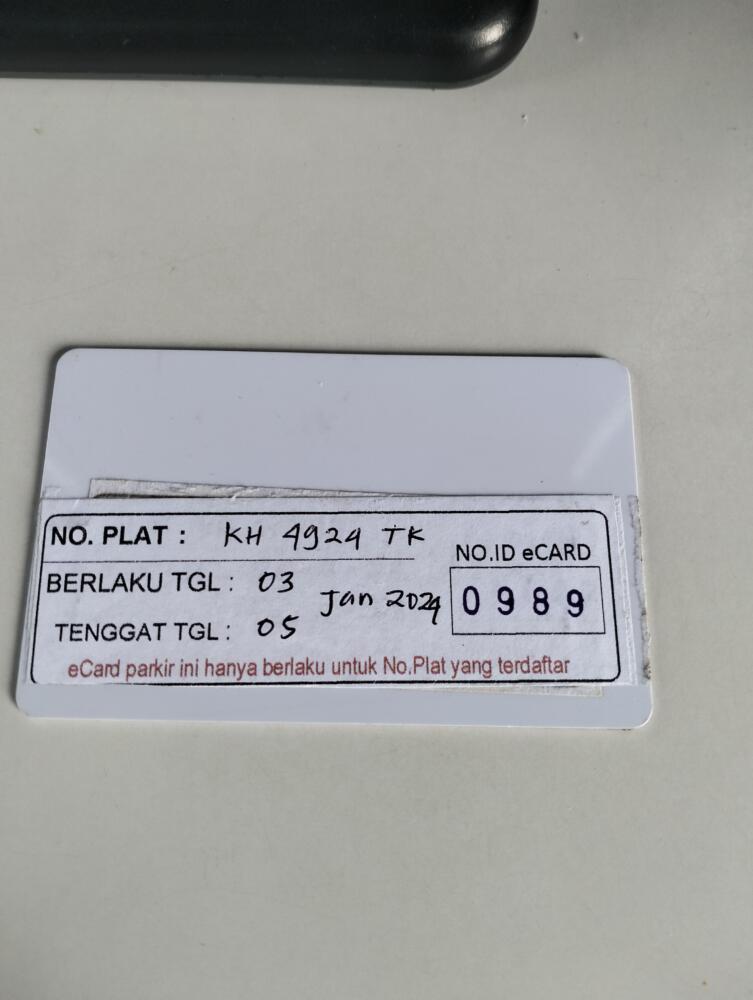 NO. PLAT : KH 4924 TK
NO.ID eCARD
BERLAKU TGL : 03
Jan 2024
0989
TENGGAT TGL : 05
eCard parkir ini hanya berlaku untuk No.Plat yang terdaftar